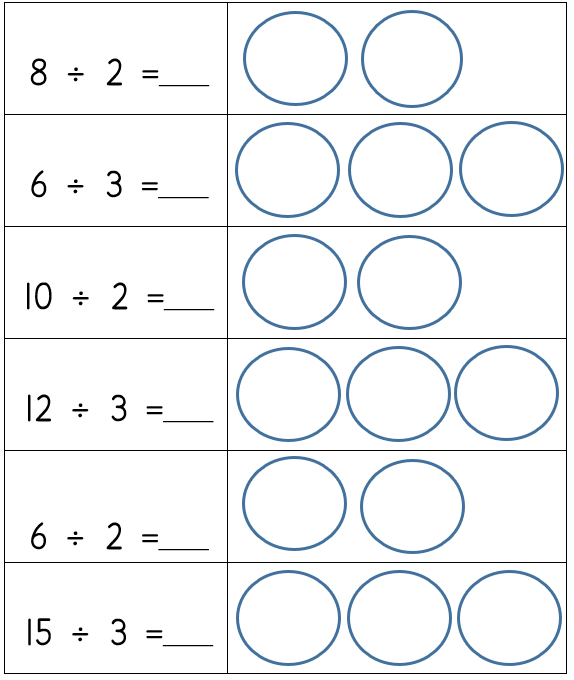 8 ÷ 2 =___
6 ÷ 3 =___
10 ÷ 2 =___
12 ÷ 3 =___
6 ÷ 2 =___
15 ÷ 3 =___